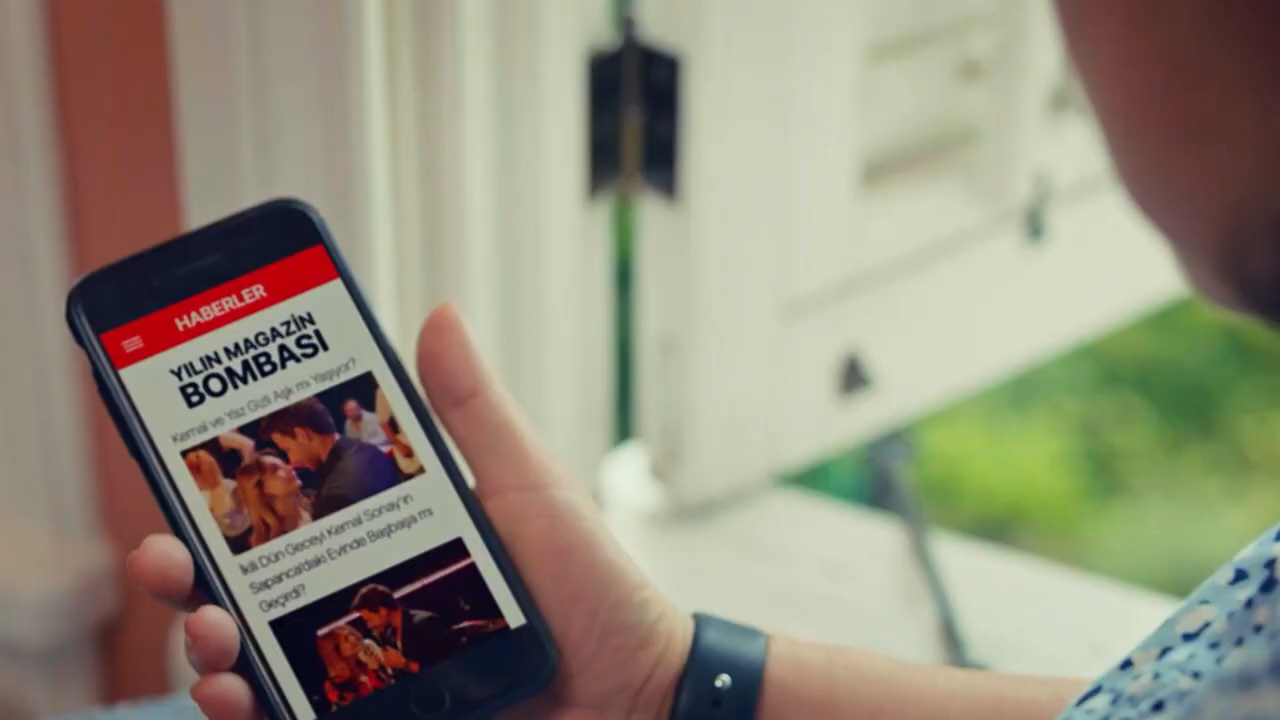 HABERLER
YILIN MAGAZİN
BOMBASI
Kemal ve Yaz Gizli Aşk mı Yaşıyor?
İkili Dün Geceyi Kemal Sonay'ın
Sapanca'daki Evinde Başbaşa mı
Geçirdi?